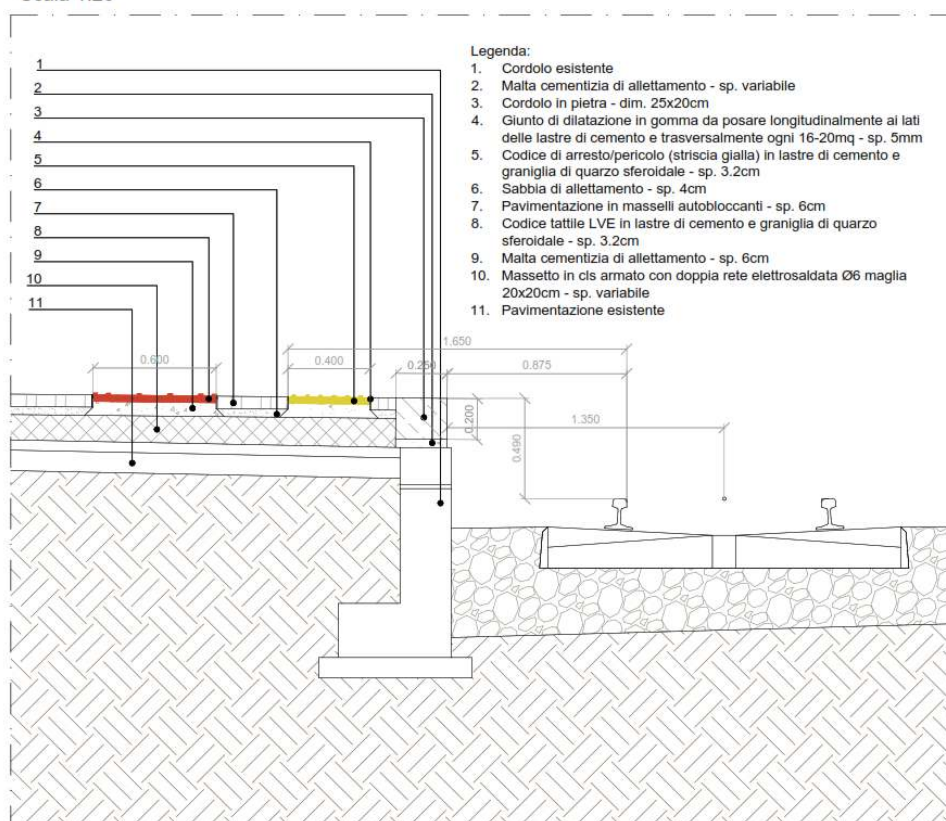 1
2
3
4
5
6
7
8
9
10
11
Legenda:
1. Cordolo esistente
2. Malta cementizia di allettamento - sp. variabile
3. Cordolo in pietra - dim. 25x20cm
4. Giunto di dilatazione in gomma da posare longitudinalmente ai lati
delle lastre di cemento e trasversalmente ogni 16-20mq - sp. 5mm
5. Codice di arresto/pericolo (striscia gialla) in lastre di cemento e
graniglia di quarzo sferoidale - sp. 3.2cm
6. Sabbia di allettamento - sp. 4cm
7. Pavimentazione in masselli autobloccanti - sp. 6cm
8. Codice tattile LVE in lastre di cemento e graniglia di quarzo
sferoidale - sp. 3.2cm
9. Malta cementizia di allettamento - sp. 6cm
10. Massetto in cls armato con doppia rete elettrosaldata Ø6 maglia
20x20cm - sp. variabile
11. Pavimentazione esistente
1.650
0.600
0.400
0.250
0.875
0.200
0.490
1.350